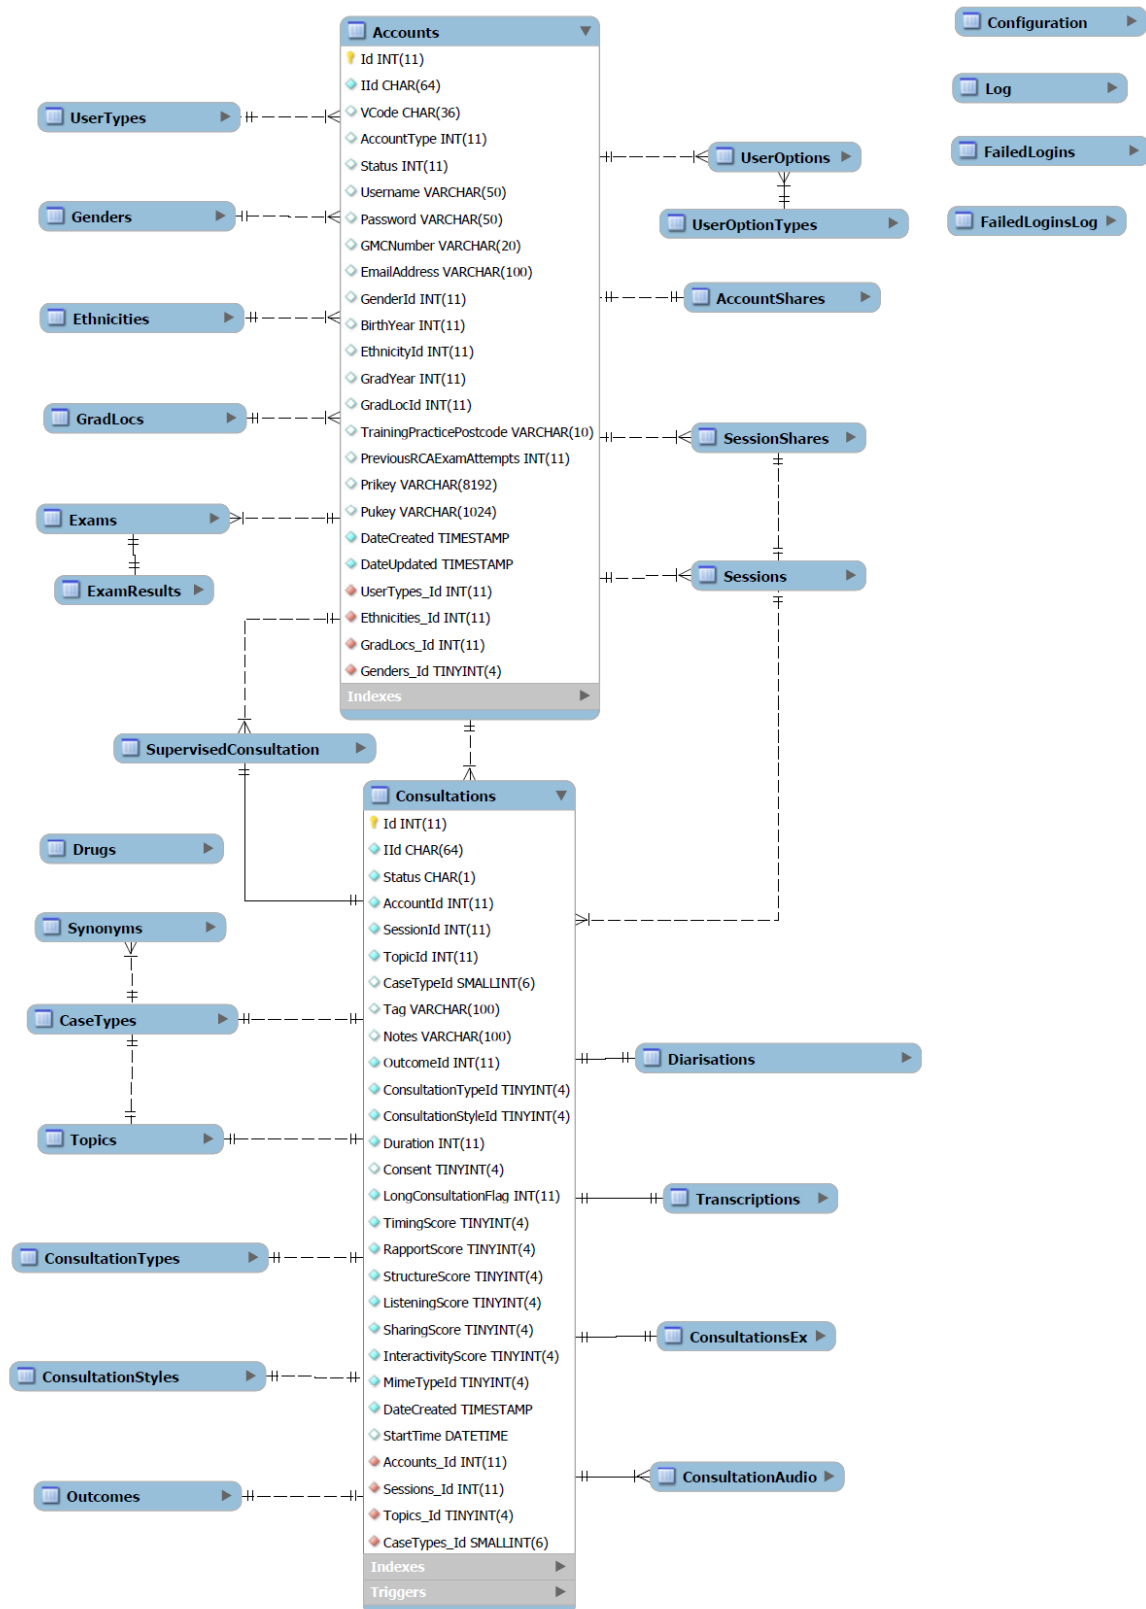 Accounts
Id INT(11)
IId CHAR(64)
VCode CHAR(36)
AccountType INT(11)
Status INT(11)
Username VARCHAR(50)
Password VARCHAR(50)
GMCNumber VARCHAR(20)
EmailAddress VARCHAR(100)
GenderId INT(11)
BirthYear INT(11)
EthnicityId INT(11)
GradYear INT(11)
GradLocId INT(11)
TrainingPracticePostcode VARCHAR(10)
PreviousRCAExamAttempts INT(11)
Prikey VARCHAR(8192)
Pukey VARCHAR(1024)
DateCreated TIMESTAMP
DateUpdated TIMESTAMP
UserTypes_Id INT(11)
Ethnicities_Id INT(11)
GradLocs_Id INT(11)
Genders_Id TINYINT(4)
Indexes
UserTypes
Genders
Ethnicities
GradLocs
Exams
ExamResults
SupervisedConsultation
UserOptions
UserOptionTypes
AccountShares
SessionShares
Sessions
Configuration
Log
FailedLogins
FailedLoginsLog
Consultations
Id INT(11)
IId CHAR(64)
Status CHAR(1)
AccountId INT(11)
SessionId INT(11)
TopicId INT(11)
CaseTypeId SMALLINT(6)
Tag VARCHAR(100)
Notes VARCHAR(100)
OutcomeId INT(11)
ConsultationTypeId TINYINT(4)
ConsultationStyleId TINYINT(4)
Duration INT(11)
Consent TINYINT(4)
LongConsultationFlag INT(11)
TimingScore TINYINT(4)
RapportScore TINYINT(4)
StructureScore TINYINT(4)
ListeningScore TINYINT(4)
SharingScore TINYINT(4)
InteractivityScore TINYINT(4)
MimeTypeId TINYINT(4)
DateCreated TIMESTAMP
StartTime DATETIME
Accounts_Id INT(11)
Sessions_Id INT(11)
Topics_Id TINYINT(4)
CaseTypes_Id SMALLINT(6)
Indexes
Triggers
Drugs
Synonyms
CaseTypes
Topics
ConsultationTypes
ConsultationStyles
Outcomes
Diarisations
Transcriptions
ConsultationsEx
ConsultationAudio